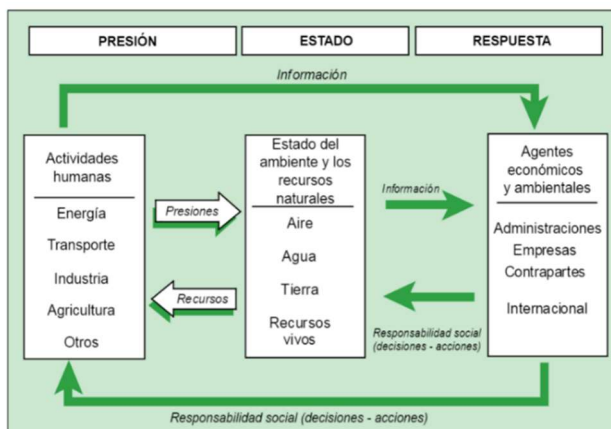 PRESIÓN
ESTADO
RESPUESTA
Información
Actividades
humanas
Energía
Transporte
Industria
Agricultura
Otros
Presiones
Recursos
Estado del
ambiente y los
recursos
naturales
Aire
Agua
Tierra
Recursos
vivos
Información
Responsabilidad social
(decisiones - acciones)
Agentes
económicos
y ambientales
Administraciones
Empresas
Contrapartes
Internacional
Responsabilidad social (decisiones - acciones)